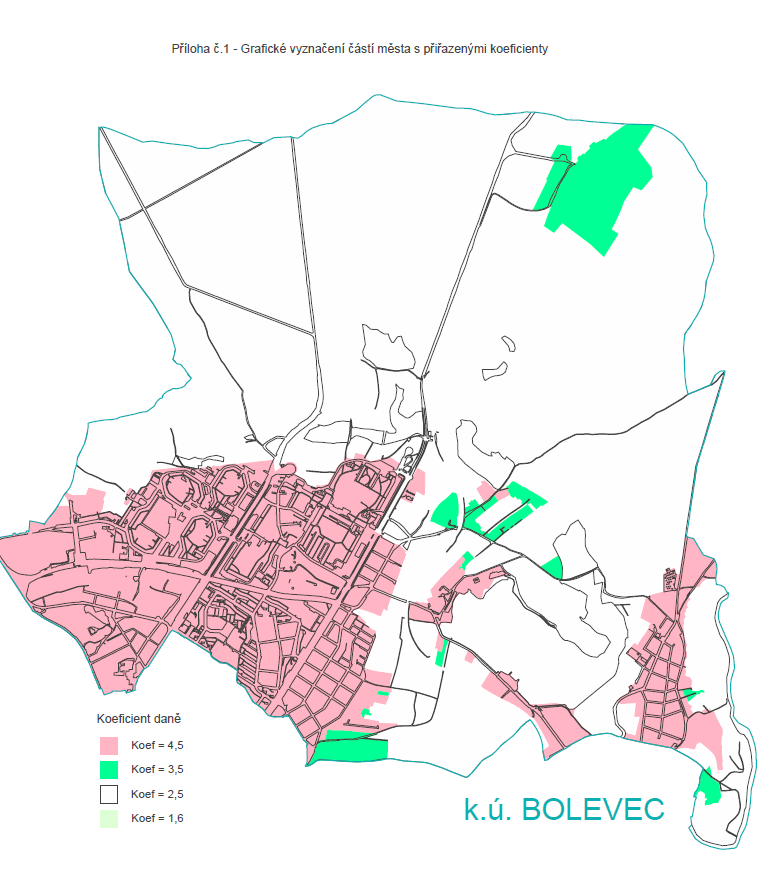 Příloha č.1 - Grafické vyznačení částí města s přiřazenými koeficienty
Koeficient daně
Koef = 4,5
Koef = 3,5
Koef = 2,5
Koef = 1,6
k.ú. BOLEVEC